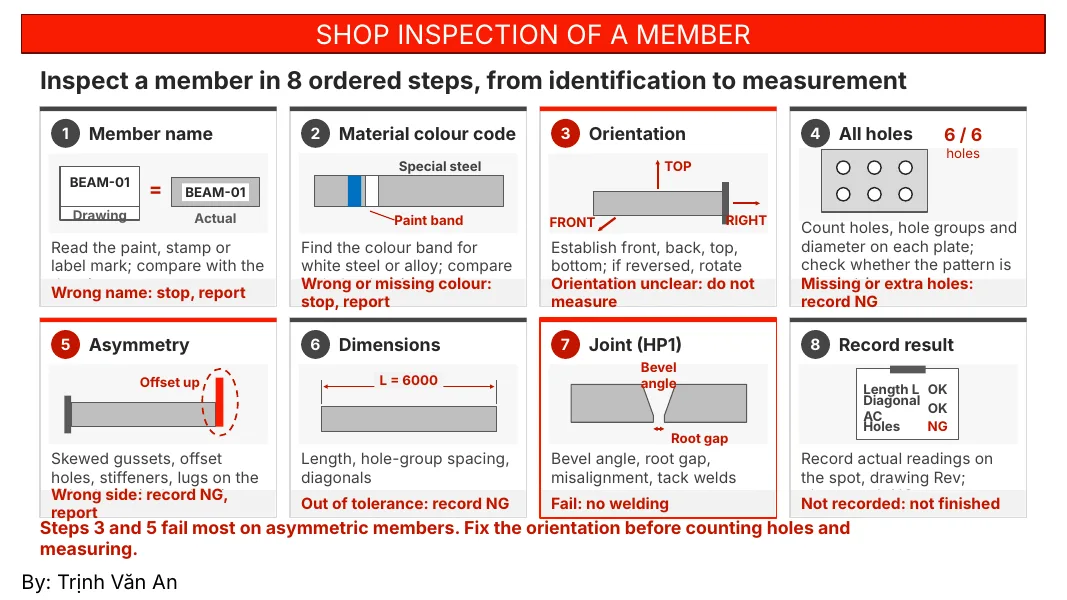 SHOP INSPECTION OF A MEMBER
Inspect a member in 8 ordered steps, from identification to measurement
1 Member name
BEAM-01
Drawing
=
BEAM-01
Actual
Read the paint, stamp or
label mark; compare with the
Wrong name: stop, report
2 Material colour code
Special steel
Paint band
Find the colour band for
white steel or alloy; compare
Wrong or missing colour:
stop, report
3 Orientation
TOP
FRONT
RIGHT
Establish front, back, top,
bottom; if reversed, rotate
Orientation unclear: do not
measure
4 All holes
6 / 6
holes
Count holes, hole groups and
diameter on each plate;
check whether the pattern is
Missing or extra holes:
record NG
5 Asymmetry
Offset up
Skewed gussets, offset
holes, stiffeners, lugs on the
Wrong side: record NG,
report
6 Dimensions
L = 6000
Length, hole-group spacing,
diagonals
Out of tolerance: record NG
7 Joint (HP1)
Bevel
angle
Root gap
Bevel angle, root gap,
misalignment, tack welds
Fail: no welding
8 Record result
Length L OK
Diagonal
AC OK
Holes NG
Record actual readings on
the spot, drawing Rev;
Not recorded: not finished
Steps 3 and 5 fail most on asymmetric members. Fix the orientation before counting holes and
measuring.
By: Trịnh Văn An